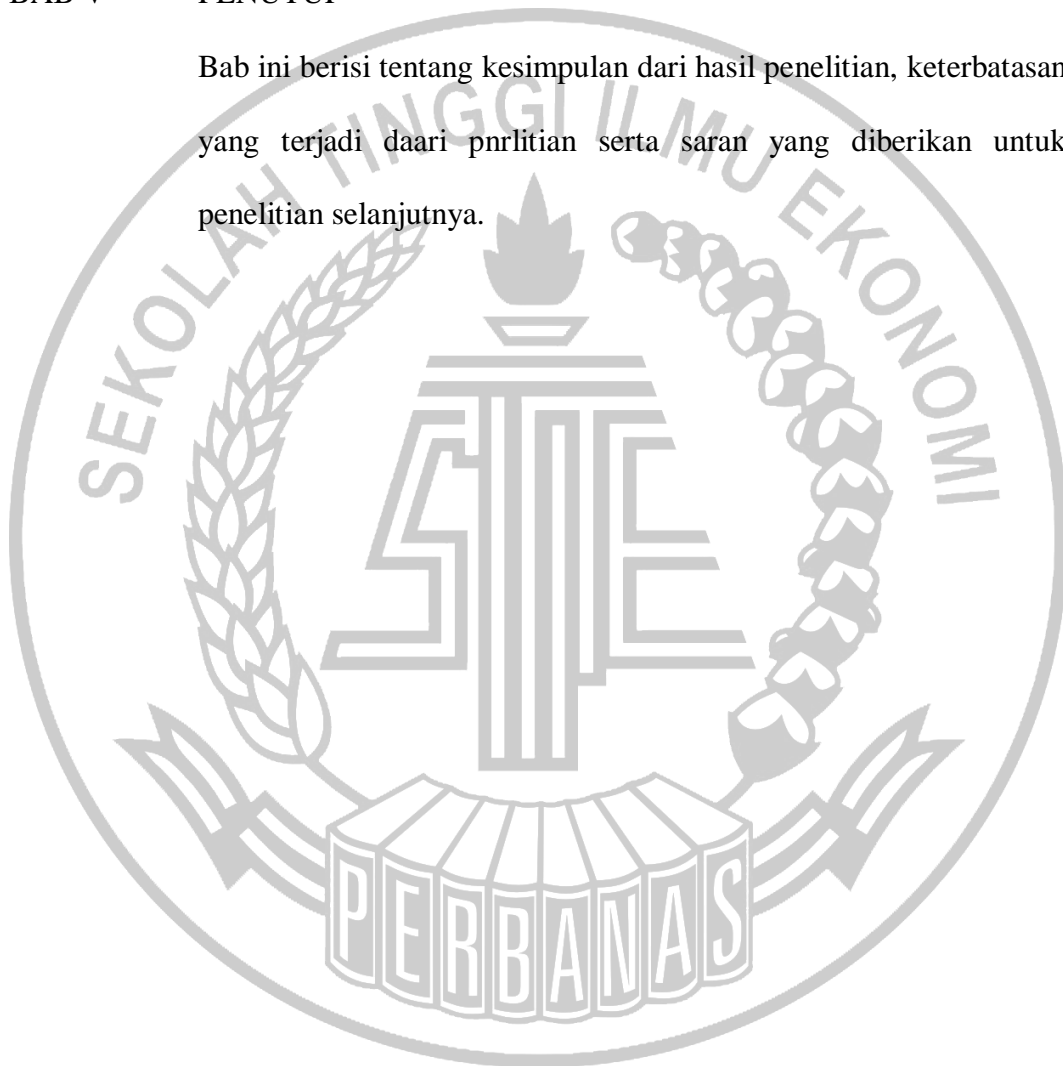 Bab ini berisi tentang kesimpulan dari hasil penelitian, keterbatasan
yang terjadi daari pnrlitian serta saran yang diberikan untuk
penelitian selanjutnya.
SEKOLAH TINGGI ILMU EKONOMI
STIE
PERBANAS